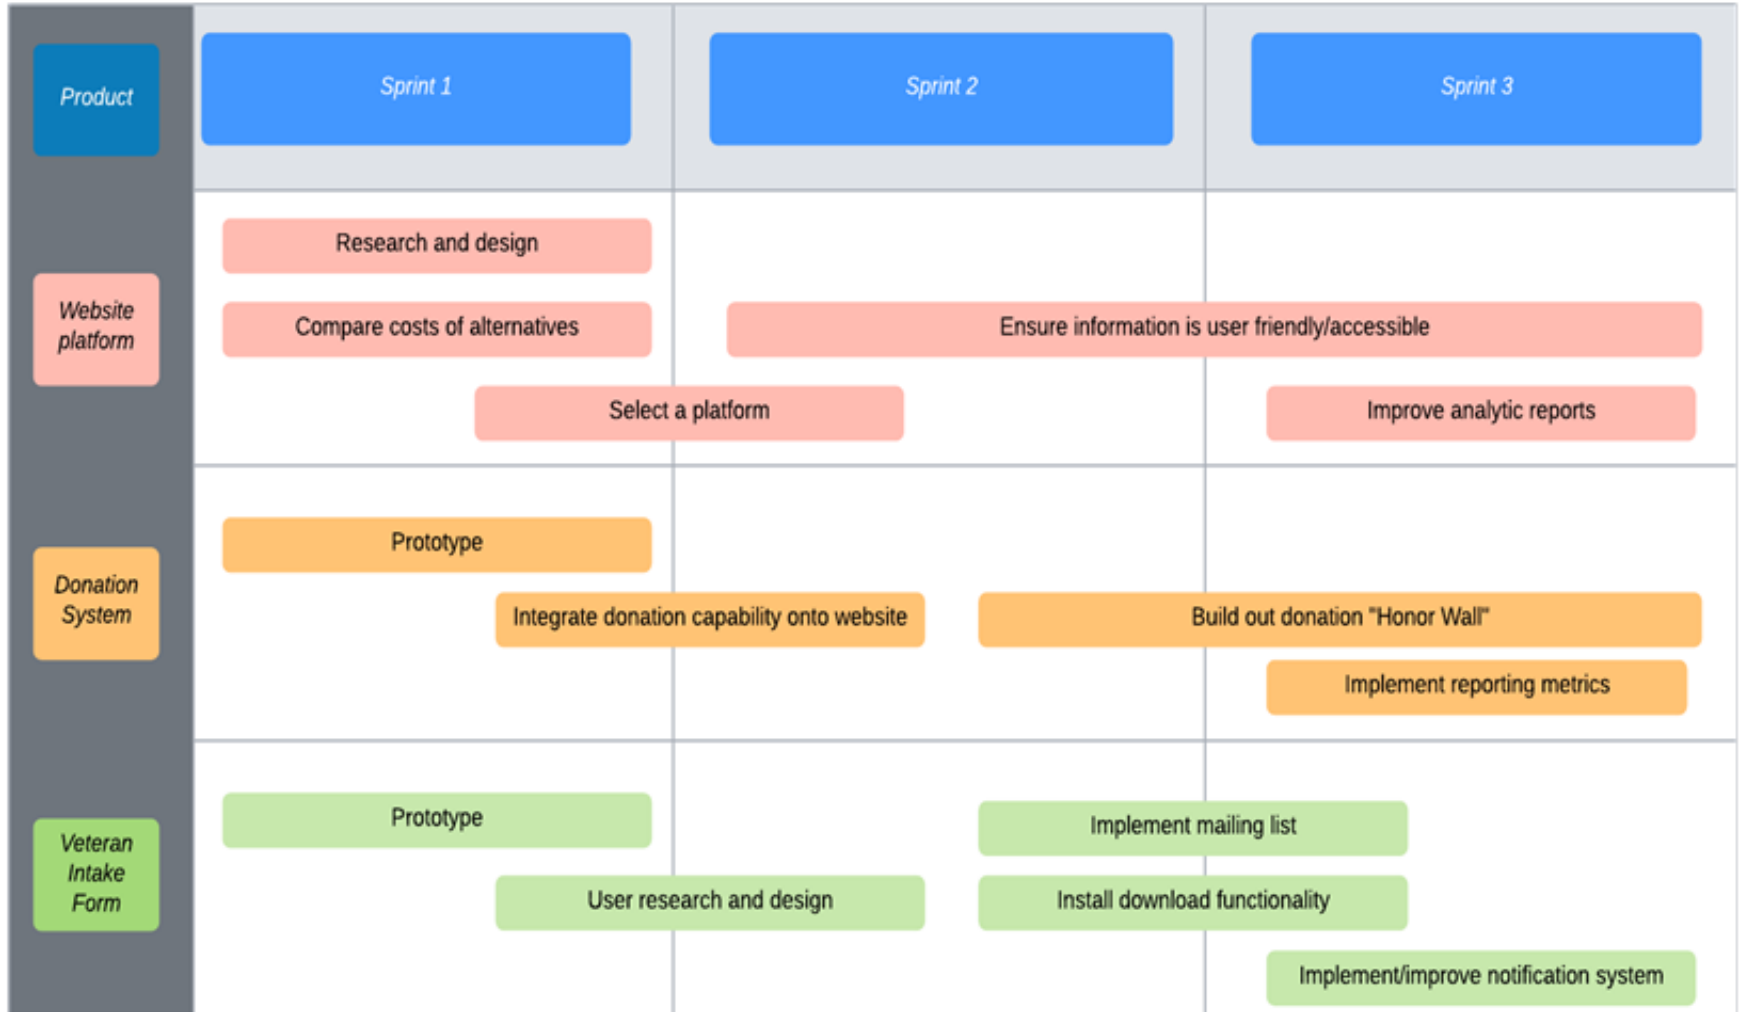 Product
Sprint 1
Sprint 2
Sprint 3
Website
platform
Research and design
Compare costs of alternatives
Ensure information is user friendly/accessible
Select a platform
Improve analytic reports
Donation
System
Prototype
Integrate donation capability onto website
Build out donation "Honor Wall"
Implement reporting metrics
Veteran
Intake
Form
Prototype
Implement mailing list
User research and design
Install download functionality
Implement/improve notification system